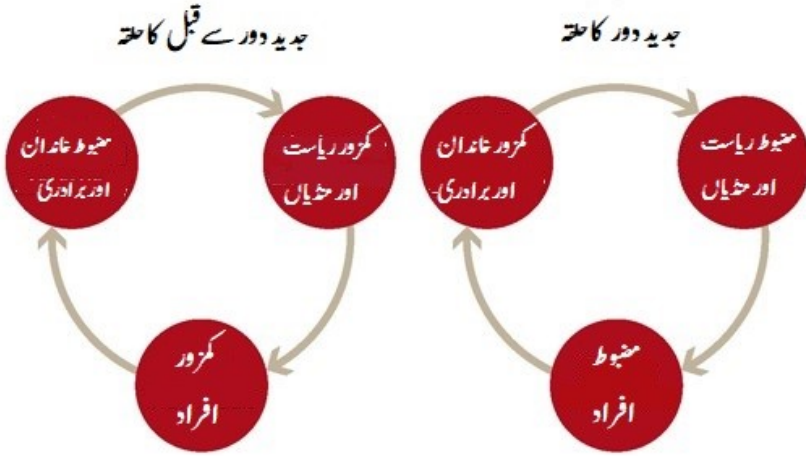 جدید دور کا حلقہ
مضبوط ریاست
اور منڈیاں
کمزور خاندان
اور برادری
مضبوط
افراد
جدید دور سے قبل کا حلقہ
کمزور ریاست
اور منڈیاں
مضبوط خاندان
اور برادری
کمزور
افراد